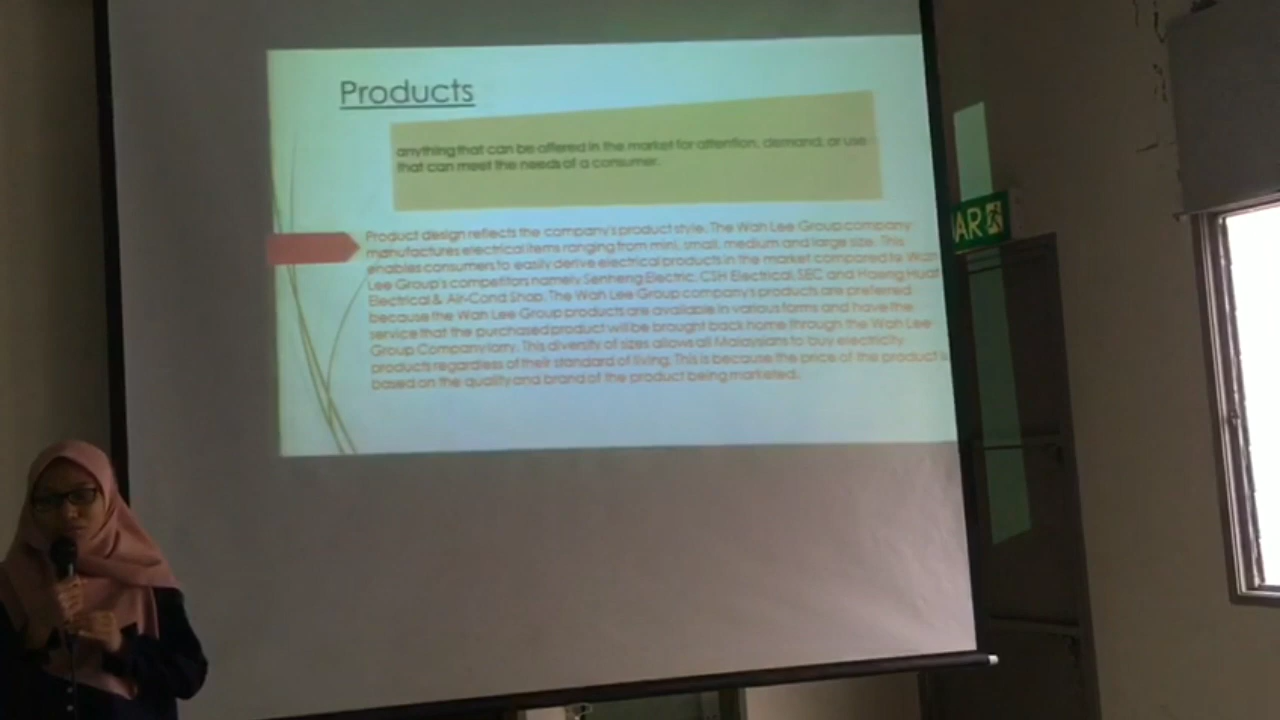 Products
anything that can be offered in the market for attention, demand, or use
that can meet the needs of a consumer.
Product design reflects the company's product style. The Wah Lee Group company
manufactures electrical items ranging from mini, small, medium and large size. This
enables consumers to easily derive electrical products in the market compared to Wah
Lee Group's competitors namely Senheng Electric, CSH Electrical, SEC and Haieng Huat
Electrical & Air-Cond Shop. The Wah Lee Group company's products are preferred
because the Wah Lee Group products are available in various forms and have the
service that the purchased product will be brought back home through the Wah Lee
Group Company lorry. This diversity of sizes allows all Malaysians to buy electricity
products regardless of their standard of living. This is because the price of the product is
based on the quality and brand of the product being marketed.
AR